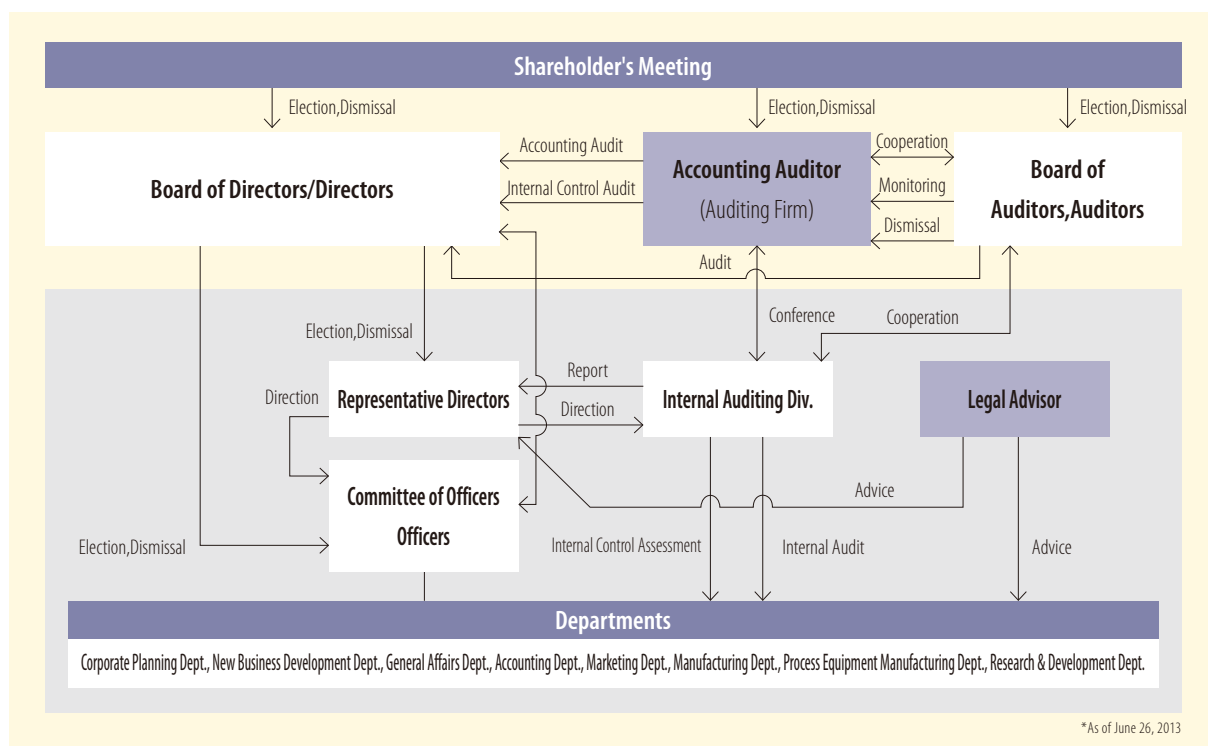 Shareholder's Meeting
Election,Dismissal
Election,Dismissal
Election,Dismissal
Board of Directors/Directors
Accounting Audit
Internal Control Audit
Accounting Auditor
(Auditing Firm)
Cooperation
Monitoring
Dismissal
Board of
Auditors,Auditors
Audit
Conference
Cooperation
Election,Dismissal
Direction
Representative Directors
Report
Direction
Internal Auditing Div.
Legal Advisor
Committee of Officers
Officers
Advice
Election,Dismissal
Internal Control Assessment
Internal Audit
Advice
Departments
Corporate Planning Dept., New Business Development Dept., General Affairs Dept., Accounting Dept., Marketing Dept., Manufacturing Dept., Process Equipment Manufacturing Dept., Research & Development Dept.
*As of June 26, 2013